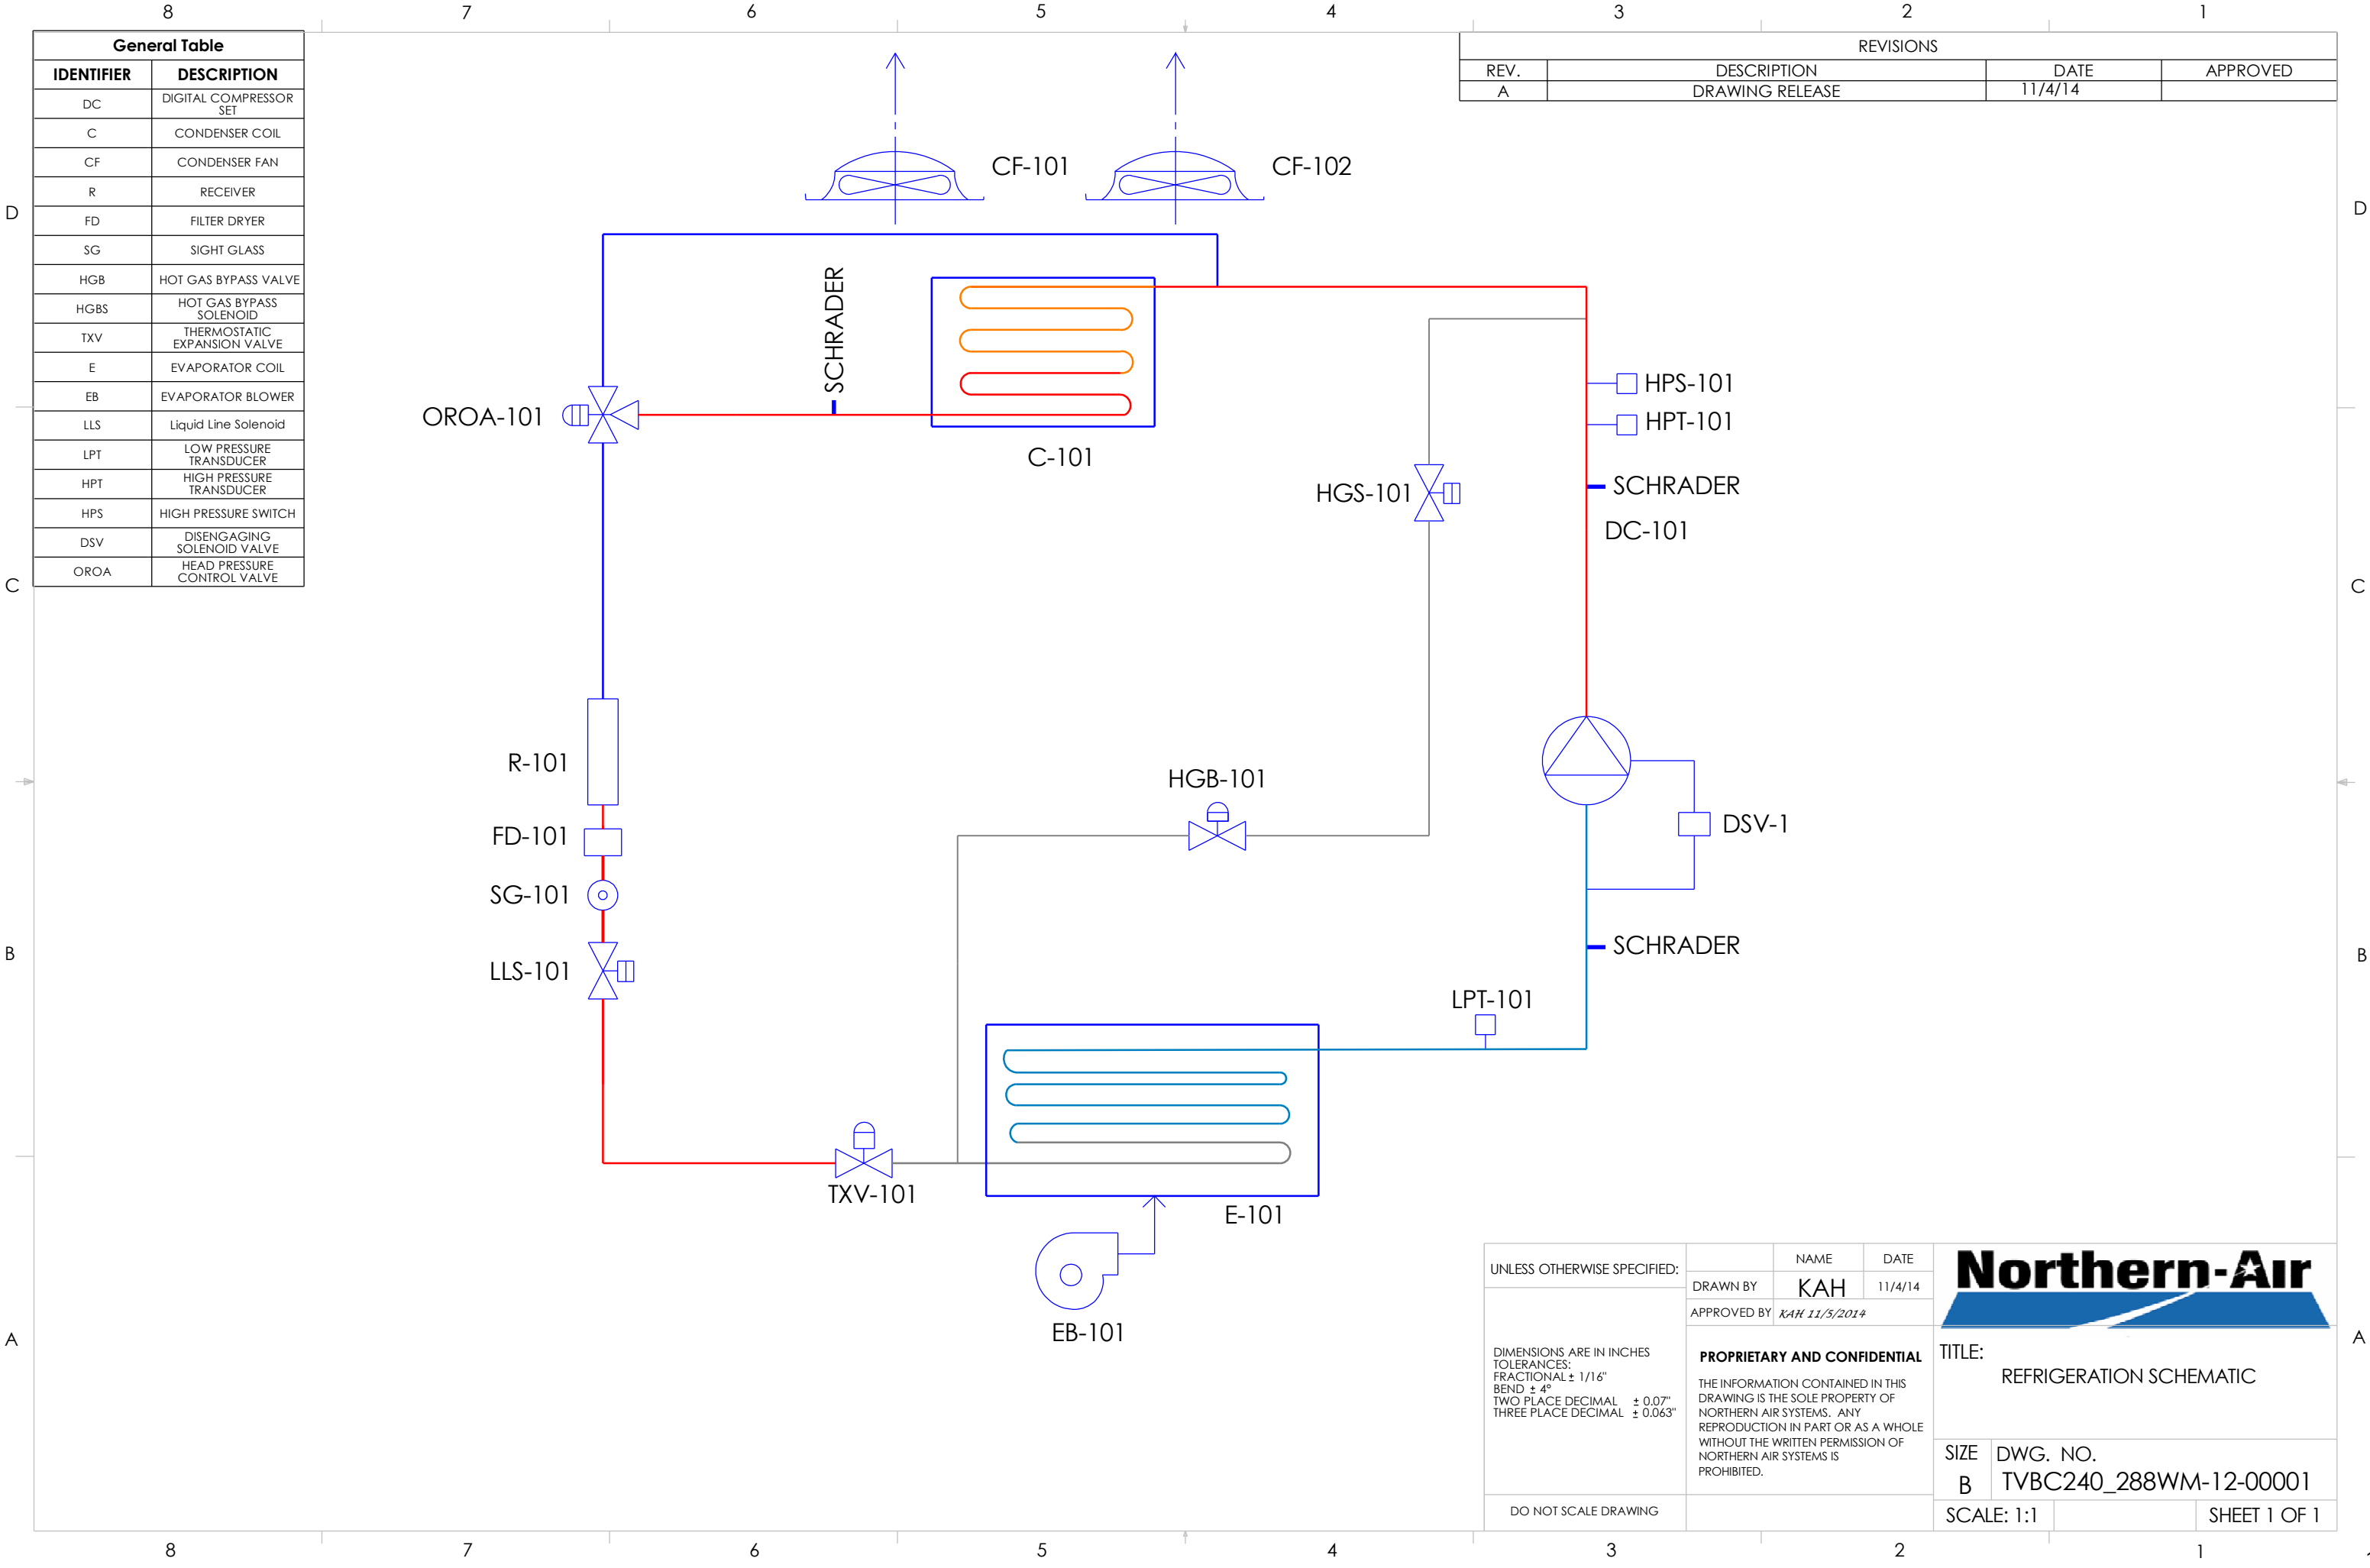 8 7 6 5 4 3 2 1
General Table
IDENTIFIER DESCRIPTION
DC DIGITAL COMPRESSOR SET
C CONDENSER COIL
CF CONDENSER FAN
R RECEIVER
FD FILTER DRYER
SG SIGHT GLASS
HGB HOT GAS BYPASS VALVE
HGBS HOT GAS BYPASS SOLENOID
TXV THERMOSTATIC EXPANSION VALVE
E EVAPORATOR COIL
EB EVAPORATOR BLOWER
LLS Liquid Line Solenoid
LPT LOW PRESSURE TRANSDUCER
HPT HIGH PRESSURE TRANSDUCER
HPS HIGH PRESSURE SWITCH
DSV DISENGAGING SOLENOID VALVE
OROA HEAD PRESSURE CONTROL VALVE
REVISIONS
REV. DESCRIPTION DATE APPROVED
A DRAWING RELEASE 11/4/14
CF-101
CF-102
D
D
SCHRADER
OROA-101
C-101
HPS-101
HPT-101
HGS-101
SCHRADER
DC-101
C
C
R-101
HGB-101
FD-101
DSV-1
SG-101
SCHRADER
B
B
LLS-101
LPT-101
TXV-101
E-101
EB-101
A
A
UNLESS OTHERWISE SPECIFIED:
DIMENSIONS ARE IN INCHES
TOLERANCES:
FRACTIONAL ± 1/16"
BEND ± 4°
TWO PLACE DECIMAL ± 0.07"
THREE PLACE DECIMAL ± 0.063"
DO NOT SCALE DRAWING
NAME DATE
DRAWN BY KAH 11/4/14
APPROVED BY KAH 11/5/2014
PROPRIETARY AND CONFIDENTIAL
THE INFORMATION CONTAINED IN THIS
DRAWING IS THE SOLE PROPERTY OF
NORTHERN AIR SYSTEMS. ANY
REPRODUCTION IN PART OR AS A WHOLE
WITHOUT THE WRITTEN PERMISSION OF
NORTHERN AIR SYSTEMS IS
PROHIBITED.
Northern-Air
TITLE:
REFRIGERATION SCHEMATIC
SIZE DWG. NO.
B TVBC240_288WM-12-00001
SCALE: 1:1 SHEET 1 OF 1
8 7 6 5 4 3 2 1